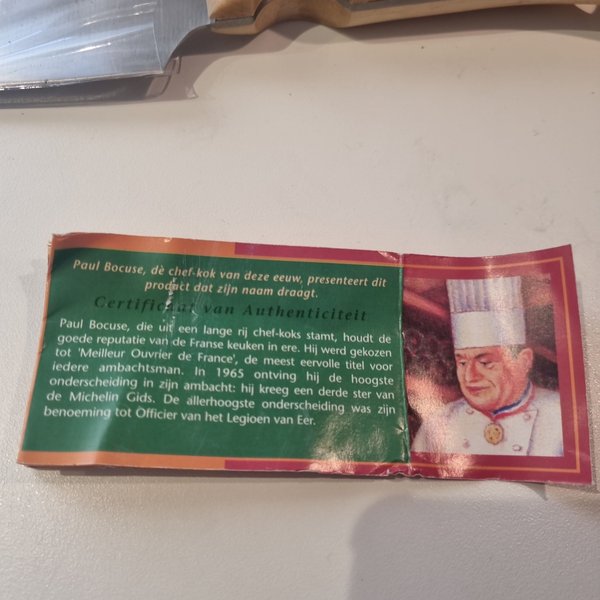 Paul Bocuse, dè chef-kok van deze eeuw, presenteert dit
product dat zijn naam draagt.
Certificaat van Authenticiteit
Paul Bocuse, die uit een lange rij chef-koks stamt, houdt de
goede reputatie van de Franse keuken in ere. Hij werd gekozen
tot 'Meilleur Ouvrier de France', de meest eervolle titel voor
iedere ambachtsman. In 1965 ontving hij de hoogste
onderscheiding in zijn ambacht: hij kreeg een derde ster van
de Michelin Gids. De allerhoogste onderscheiding was zijn
benoeming tot Officier van het Legioen van Eer.